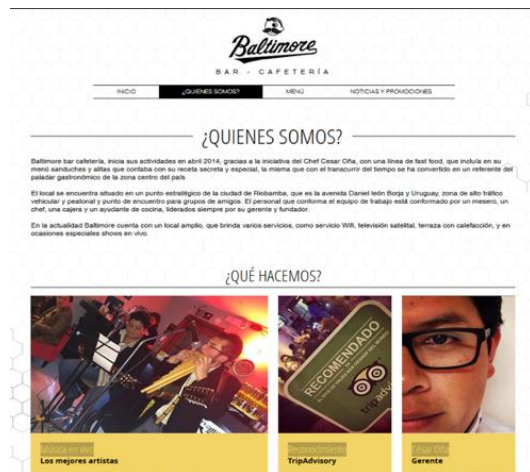 Baltimore
BAR - CAFETERÍA
INICIO ¿QUIENES SOMOS? MENÚ NOTICIAS Y PROMOCIONES
¿QUIENES SOMOS?
Baltimore bar cafetería, inicia sus actividades en abril 2014, gracias a la iniciativa del Chef Cesar Oña, con una línea de fast food, que incluía en su
menú sanduches y alitas que contaba con su receta secreta y especial, la misma que con el transcurrir del tiempo se ha convertido en un referente del
paladar gastronómico de la zona centro del país.
El local se encuentra situado en un punto estratégico de la ciudad de Riobamba, que es la avenida Daniel león Borja y Uruguay, zona de alto tráfico
vehicular y peatonal y punto de encuentro para grupos de amigos. El personal que conforma el equipo de trabajo está conformado por un mesero, un
chef, una cajera y un ayudante de cocina, liderados siempre por su gerente y fundador.
En la actualidad Baltimore cuenta con un local amplio, que brinda varios servicios, como servicio Wifi, televisión satelital, terraza con calefacción, y en
ocasiones especiales shows en vivo.
¿QUÉ HACEMOS?
RECOMENDADO
tripadv
Música en vivo
Los mejores artistas
Reconocimiento
TripAdvisory
César Oña
Gerente